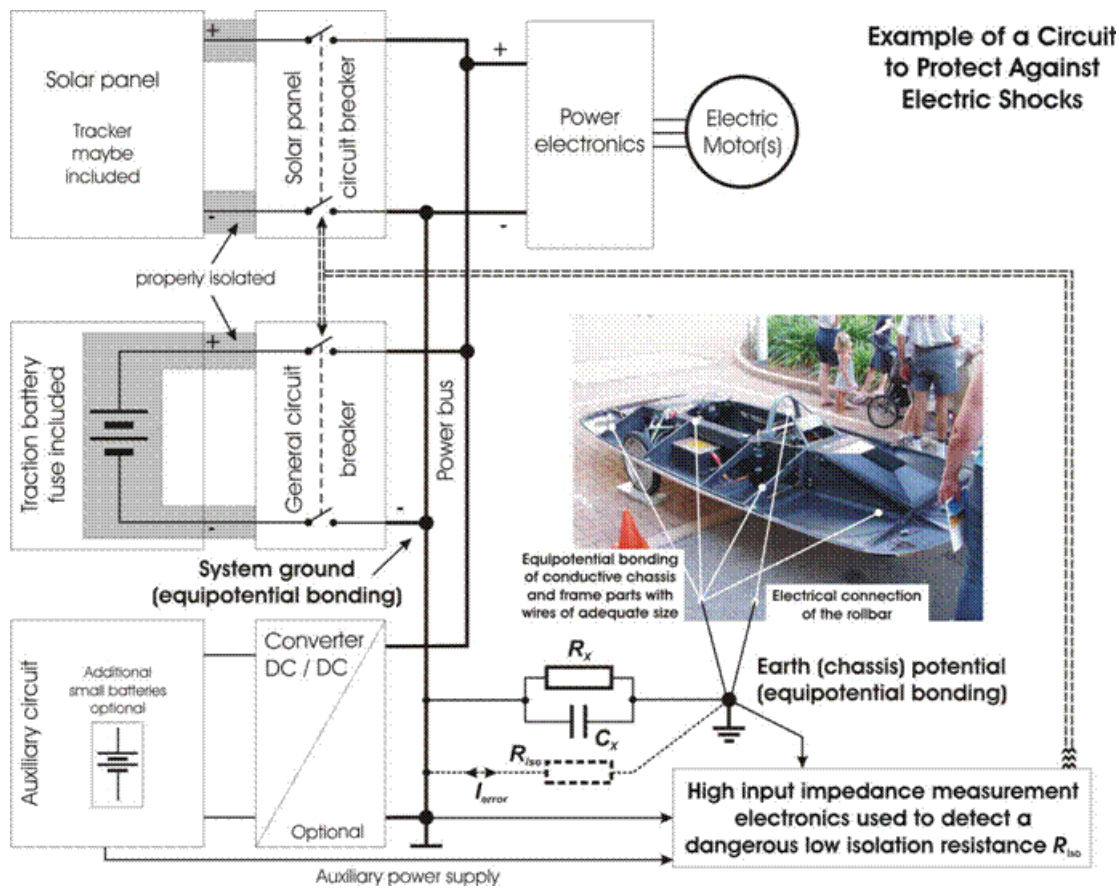 Example of a Circuit
to Protect Against
Electric Shocks
Solar panel
Tracker
maybe
included
+
-
Solar panel
circuit breaker
+
-
Power
electronics
Electric
Motor(s)
properly isolated
Traction battery
fuse included
+
-
General circuit
breaker
-
Power bus
System ground
(equipotential bonding)
Equipotential bonding
of conductive chassis
and frame parts with
wires of adequate size
Electrical connection
of the rollbar
Auxiliary circuit
Additional
small batteries
optional
Converter
DC / DC
Optional
Rx
Cx
Riso
Ierror
Earth (chassis) potential
(equipotential bonding)
High input impedance measurement
electronics used to detect a
dangerous low isolation resistance Riso
Auxiliary power supply